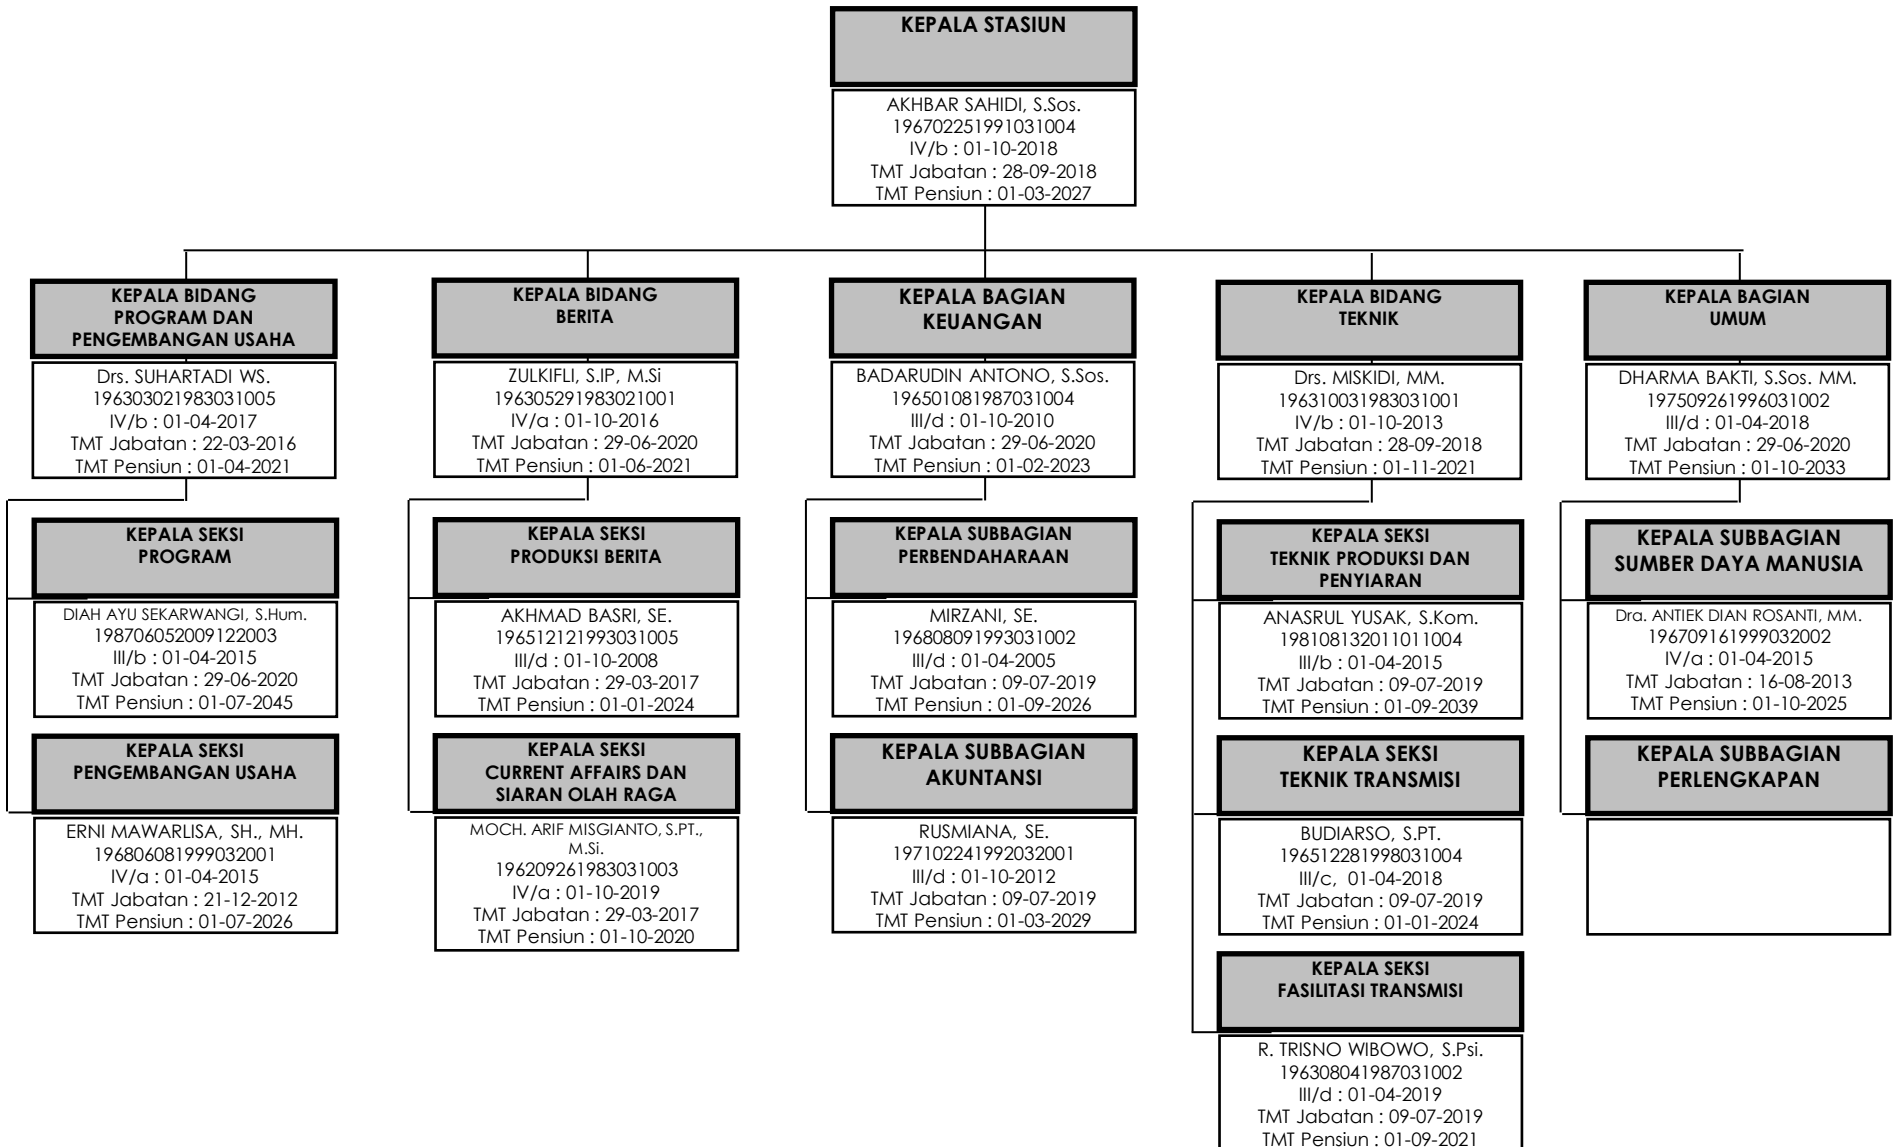 KEPALA STASIUN
AKHBAR SAHIDI, S.Sos.
196702251991031004
IV/b : 01-10-2018
TMT Jabatan : 28-09-2018
TMT Pensiun : 01-03-2027
KEPALA BIDANG
PROGRAM DAN
PENGEMBANGAN USAHA
Drs. SUHARTADI WS.
196303021983031005
IV/b : 01-04-2017
TMT Jabatan : 22-03-2016
TMT Pensiun : 01-04-2021
KEPALA BIDANG
BERITA
ZULKIFLI, S.IP, M.Si
196305291983021001
IV/a : 01-10-2016
TMT Jabatan : 29-06-2020
TMT Pensiun : 01-06-2021
KEPALA BAGIAN
KEUANGAN
BADARUDIN ANTONO, S.Sos.
196501081987031004
III/d : 01-10-2010
TMT Jabatan : 29-06-2020
TMT Pensiun : 01-02-2023
KEPALA BIDANG
TEKNIK
Drs. MISKIDI, MM.
196310031983031001
IV/b : 01-10-2013
TMT Jabatan : 28-09-2018
TMT Pensiun : 01-11-2021
KEPALA BAGIAN
UMUM
DHARMA BAKTI, S.Sos. MM.
197509261996031002
III/d : 01-04-2018
TMT Jabatan : 29-06-2020
TMT Pensiun : 01-10-2033
KEPALA SEKSI
PROGRAM
DIAH AYU SEKARWANGI, S.Hum.
198706052009122003
III/b : 01-04-2015
TMT Jabatan : 29-06-2020
TMT Pensiun : 01-07-2045
KEPALA SEKSI
PRODUKSI BERITA
AKHMAD BASRI, SE.
196512121993031005
III/d : 01-10-2008
TMT Jabatan : 29-03-2017
TMT Pensiun : 01-01-2024
KEPALA SUBBAGIAN
PERBENDAHARAAN
MIRZANI, SE.
196808091993031002
III/d : 01-04-2005
TMT Jabatan : 09-07-2019
TMT Pensiun : 01-09-2026
KEPALA SEKSI
TEKNIK PRODUKSI DAN
PENYIARAN
ANASRUL YUSAK, S.Kom.
198108132011011004
III/b : 01-04-2015
TMT Jabatan : 09-07-2019
TMT Pensiun : 01-09-2039
KEPALA SUBBAGIAN
SUMBER DAYA MANUSIA
Dra. ANTIEK DIAN ROSANTI, MM.
196709161999032002
IV/a : 01-04-2015
TMT Jabatan : 16-08-2013
TMT Pensiun : 01-10-2025
KEPALA SEKSI
PENGEMBANGAN USAHA
ERNI MAWARLISA, SH., MH.
196806081999032001
IV/a : 01-04-2015
TMT Jabatan : 21-12-2012
TMT Pensiun : 01-07-2026
KEPALA SEKSI
CURRENT AFFAIRS DAN
SIARAN OLAH RAGA
MOCH. ARIF MISGIANTO, S.PT.,
M.Si.
196209261983031003
IV/a : 01-10-2019
TMT Jabatan : 29-03-2017
TMT Pensiun : 01-10-2020
KEPALA SUBBAGIAN
AKUNTANSI
RUSMIANA, SE.
197102241992032001
III/d : 01-10-2012
TMT Jabatan : 09-07-2019
TMT Pensiun : 01-03-2029
KEPALA SEKSI
TEKNIK TRANSMISI
BUDIARSO, S.PT.
196512281998031004
III/c, 01-04-2018
TMT Jabatan : 09-07-2019
TMT Pensiun : 01-01-2024
KEPALA SUBBAGIAN
PERLENGKAPAN
KEPALA SEKSI
FASILITASI TRANSMISI
R. TRISNO WIBOWO, S.Psi.
196308041987031002
III/d : 01-04-2019
TMT Jabatan : 09-07-2019
TMT Pensiun : 01-09-2021